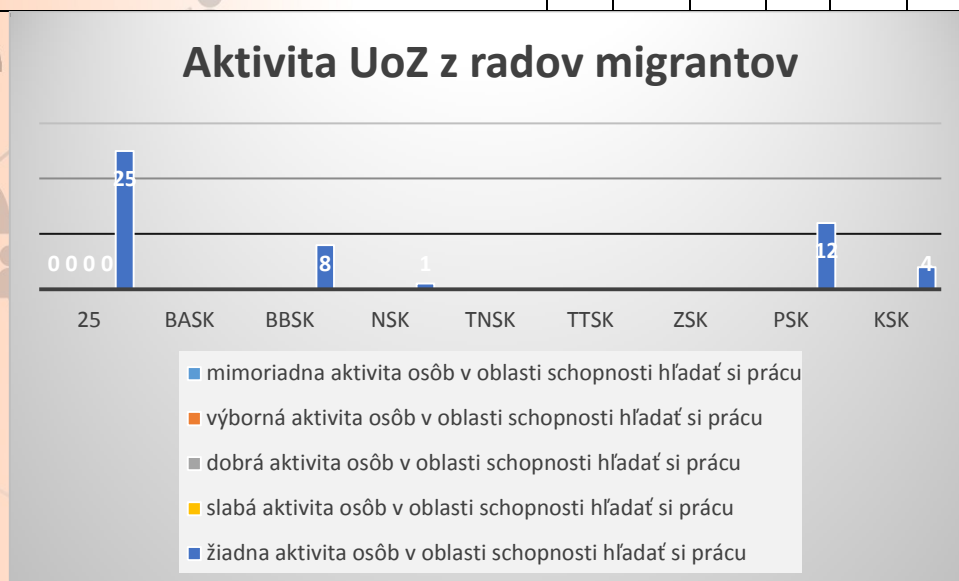 Aktivita UoZ z radov migrantov
25
0 0 0 0 8 1 12 4
25 BASK BBSK NSK TNSK TTSK ZSK PSK KSK
mimoriadna aktivita osôb v oblasti schopnosti hľadať si prácu
výborná aktivita osôb v oblasti schopnosti hľadať si prácu
dobrá aktivita osôb v oblasti schopnosti hľadať si prácu
slabá aktivita osôb v oblasti schopnosti hľadať si prácu
žiadna aktivita osôb v oblasti schopnosti hľadať si prácu